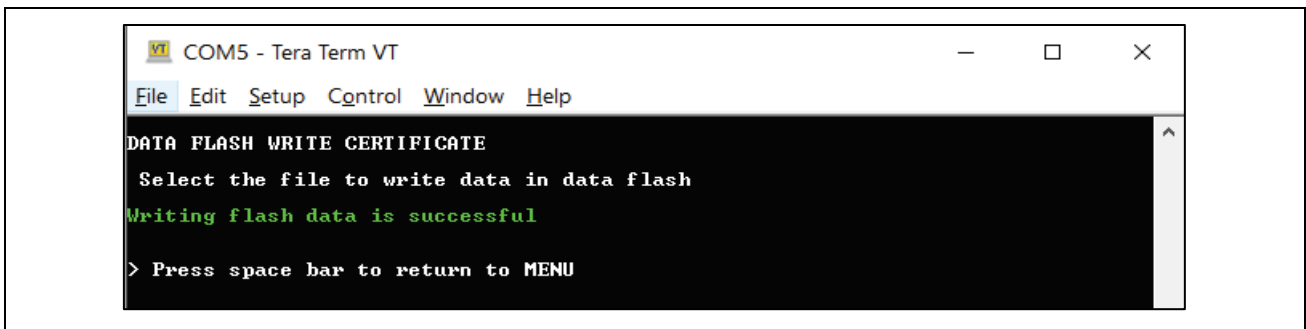 VT COM5 - Tera Term VT
File Edit Setup Control Window Help
DATA FLASH WRITE CERTIFICATE
Select the file to write data in data flash
Writing flash data is successful
> Press space bar to return to MENU